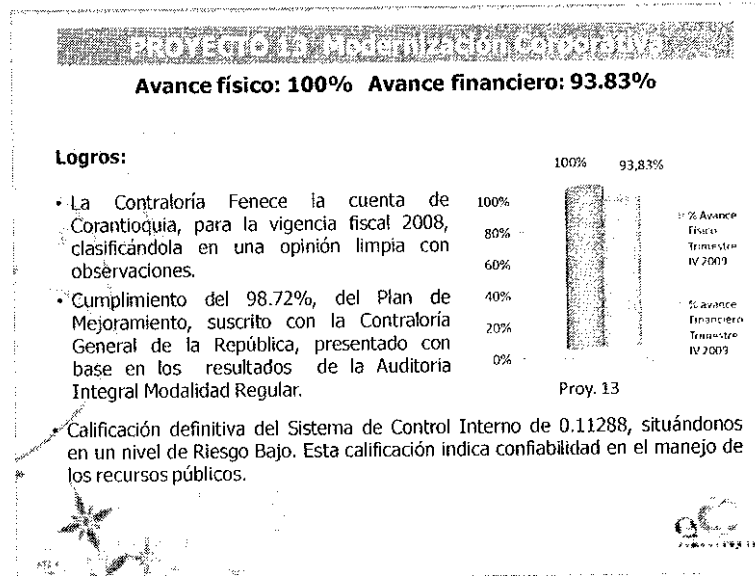 PROYECTO 13 Modernización Corporativa
Avance físico: 100% Avance financiero: 93.83%
Logros:
• La Contraloría Fenece la cuenta de
Corantioquia, para la vigencia fiscal 2008,
clasificándola en una opinión limpia con
observaciones.
• Cumplimiento del 98.72%, del Plan de
Mejoramiento, suscrito con la Contraloría
General de la República, presentado con
base en los resultados de la Auditoria
Integral Modalidad Regular.
100% 93,83%
100%
80%
60%
40%
20%
0%
Proy. 13
% Avance
Físico
Trimestre
IV 2009
% avance
Financiero
Trimestre
IV 2009
• Calificación definitiva del Sistema de Control Interno de 0.11288, situándonos
en un nivel de Riesgo Bajo. Esta calificación indica confiabilidad en el manejo de
los recursos públicos.